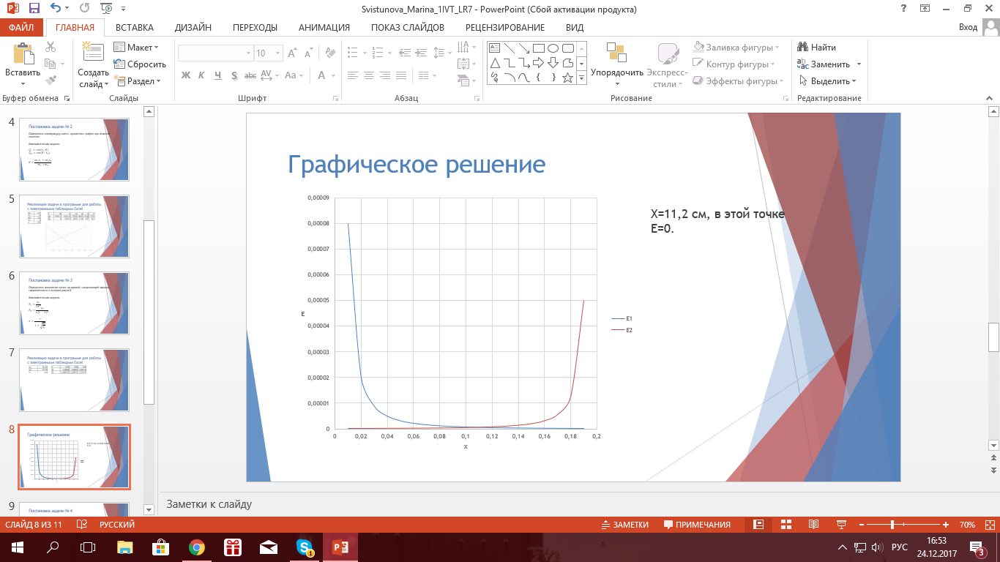 Svistunova_Marina_1IVT_LR7 - PowerPoint (Сбой активации продукта)
ФАЙЛ ГЛАВНАЯ ВСТАВКА ДИЗАЙН ПЕРЕХОДЫ АНИМАЦИЯ ПОКАЗ СЛАЙДОВ РЕЦЕНЗИРОВАНИЕ ВИД Вход
Вставить
Буфер обмена
Создать
слайд
Макет
Сбросить
Раздел
Слайды
10
Ж К Ч S abc AV Aa A
Шрифт
Абзац
Упорядочить
Экспресс-
стили
Заливка фигуры
Контур фигуры
Эффекты фигуры
Рисование
Найти
Заменить
Выделить
Редактирование
4
Постановка задачи № 2
5
Реализация задачи в программе для работы
с электронными таблицами Excel
6
Постановка задачи № 3
7
Реализация задачи в программе для работы
с электронными таблицами Excel
8
Графическое решение
9
Постановка задачи № 4
Графическое решение
0,00009
0,00008
0,00007
0,00006
0,00005
0,00004
0,00003
0,00002
0,00001
0
E
0 0,02 0,04 0,06 0,08 0,1 0,12 0,14 0,16 0,18 0,2
x
E1
E2
X=11,2 см, в этой точке
E=0.
Заметки к слайду
СЛАЙД 8 ИЗ 11 РУССКИЙ ЗАМЕТКИ ПРИМЕЧАНИЯ 70%
1
РУС
16:53
24.12.2017
3